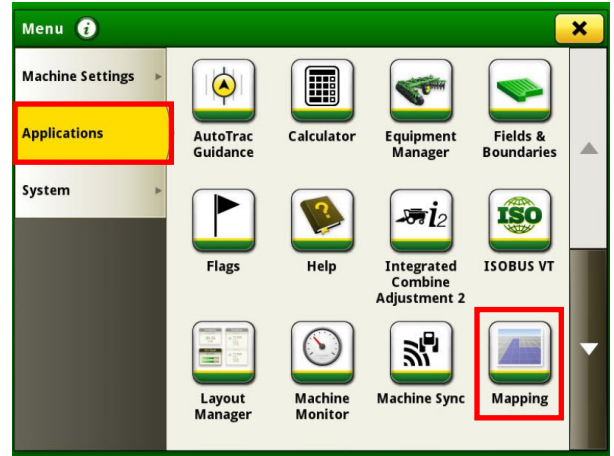 Menu i
Machine Settings
Applications
System
AutoTrac
Guidance
Calculator
Equipment
Manager
Fields &
Boundaries
Flags
Help
i2
Integrated
Combine
Adjustment 2
ISO
ISOBUS VT
Layout
Manager
Machine
Monitor
Machine Sync
Mapping